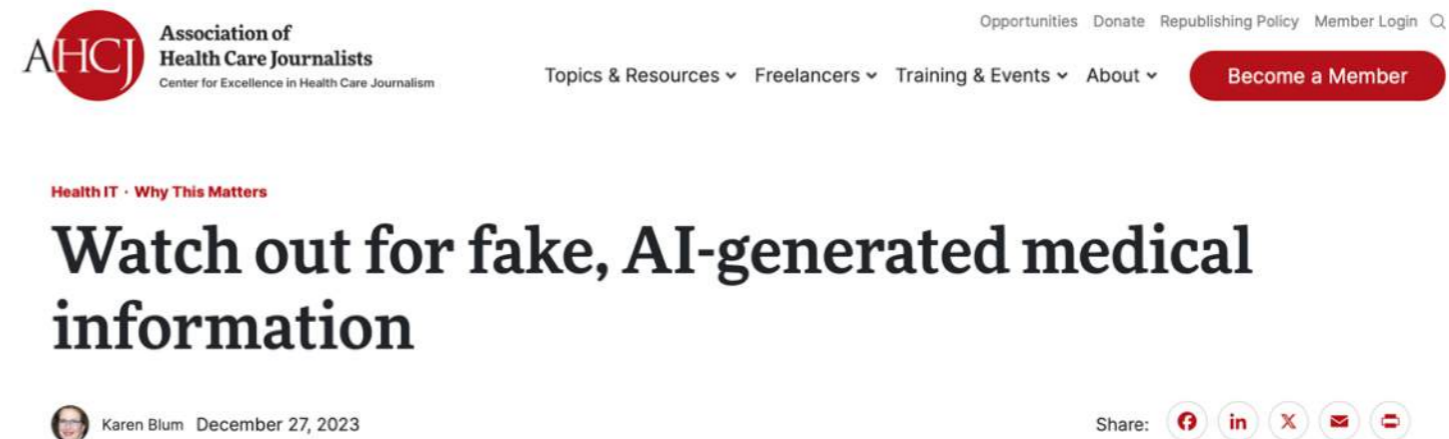 AHCJ
Association of
Health Care Journalists
Center for Excellence in Health Care Journalism
Opportunities Donate Republishing Policy Member Login
Topics & Resources Freelancers Training & Events About Become a Member
Health IT · Why This Matters
Watch out for fake, AI-generated medical
information
Karen Blum December 27, 2023
Share: in X